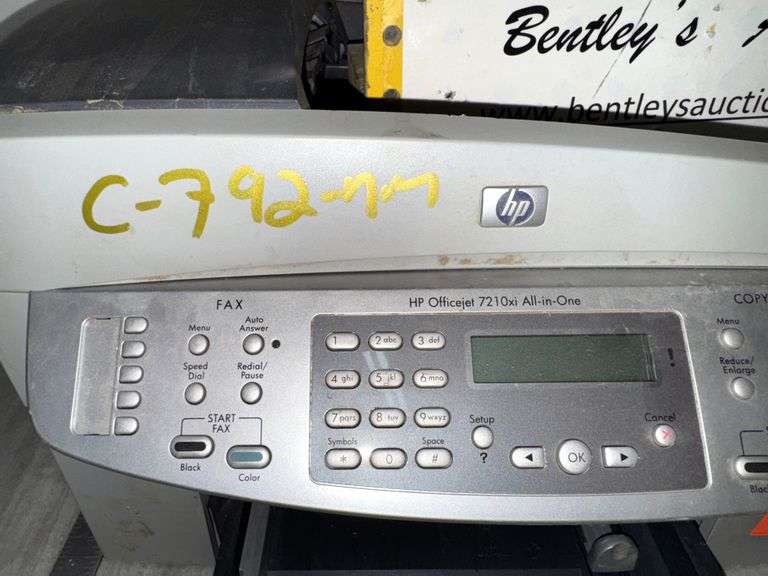 Bentley's A
www.bentleysauctio
C-792-nm
hp
HP Officejet 7210xi All-in-One
FAX
Menu
Auto
Answer
Speed
Dial
Redial/
Pause
START
FAX
Black
Color
1
2 abc
3 def
4 ghi
5 jkl
6 mno
7 pqrs
8 tuv
9 wxyz
Symbols
Space
*
0
#
Setup
?
!
Cancel
OK
COPY
Menu
Reduce/
Enlarge
Black